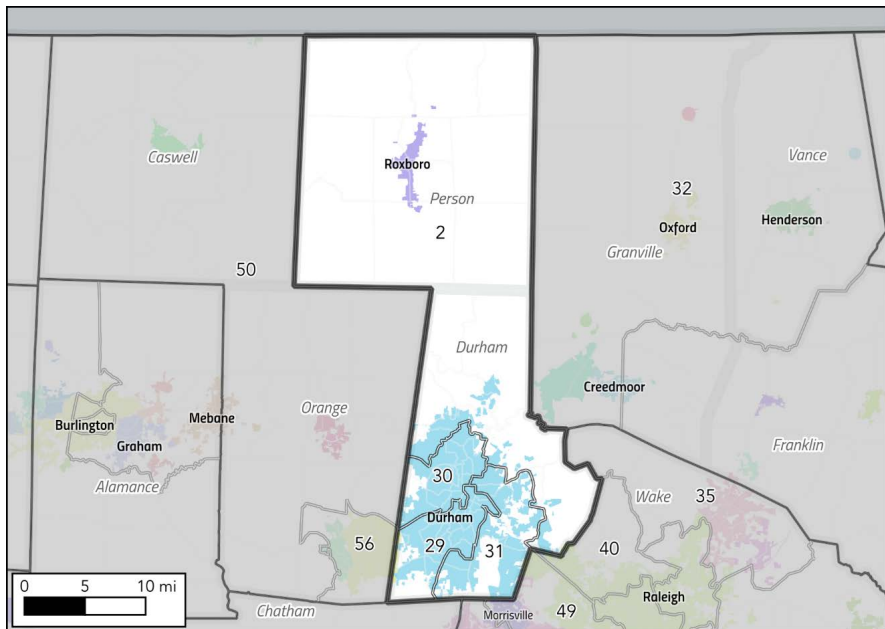 Caswell
Roxboro
Vance
Person
32
Henderson
2
Oxford
Granville
50
Durham
Creedmoor
Orange
Mebane
Burlington
Graham
Franklin
30
Alamance
Wake
35
Durham
56
29
31
40
0 5 10 mi
Raleigh
Chatham
49
Morrisville